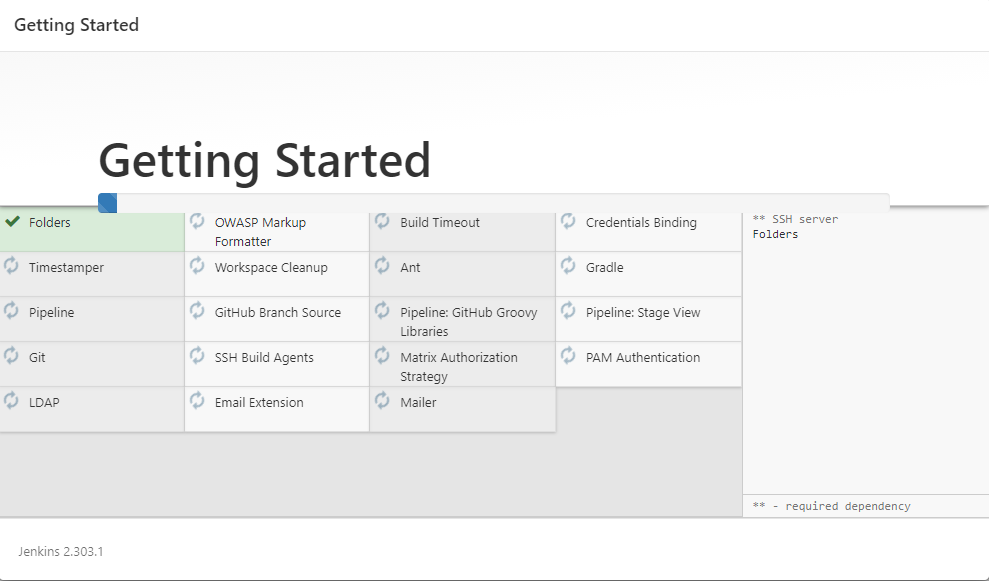 Getting Started
Getting Started
Folders
OWASP Markup
Formatter
Build Timeout
Credentials Binding
** SSH server
Folders
Timestamper
Workspace Cleanup
Ant
Gradle
Pipeline
GitHub Branch Source
Pipeline: GitHub Groovy
Libraries
Pipeline: Stage View
Git
SSH Build Agents
Matrix Authorization
Strategy
PAM Authentication
LDAP
Email Extension
Mailer
** - required dependency
Jenkins 2.303.1